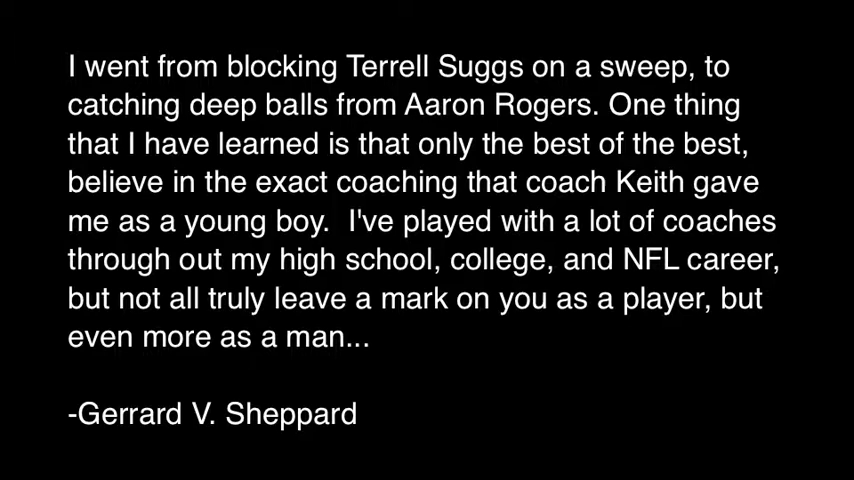 I went from blocking Terrell Suggs on a sweep, to
catching deep balls from Aaron Rogers. One thing
that I have learned is that only the best of the best,
believe in the exact coaching that coach Keith gave
me as a young boy.  I've played with a lot of coaches
through out my high school, college, and NFL career,
but not all truly leave a mark on you as a player, but
even more as a man...

-Gerrard V. Sheppard